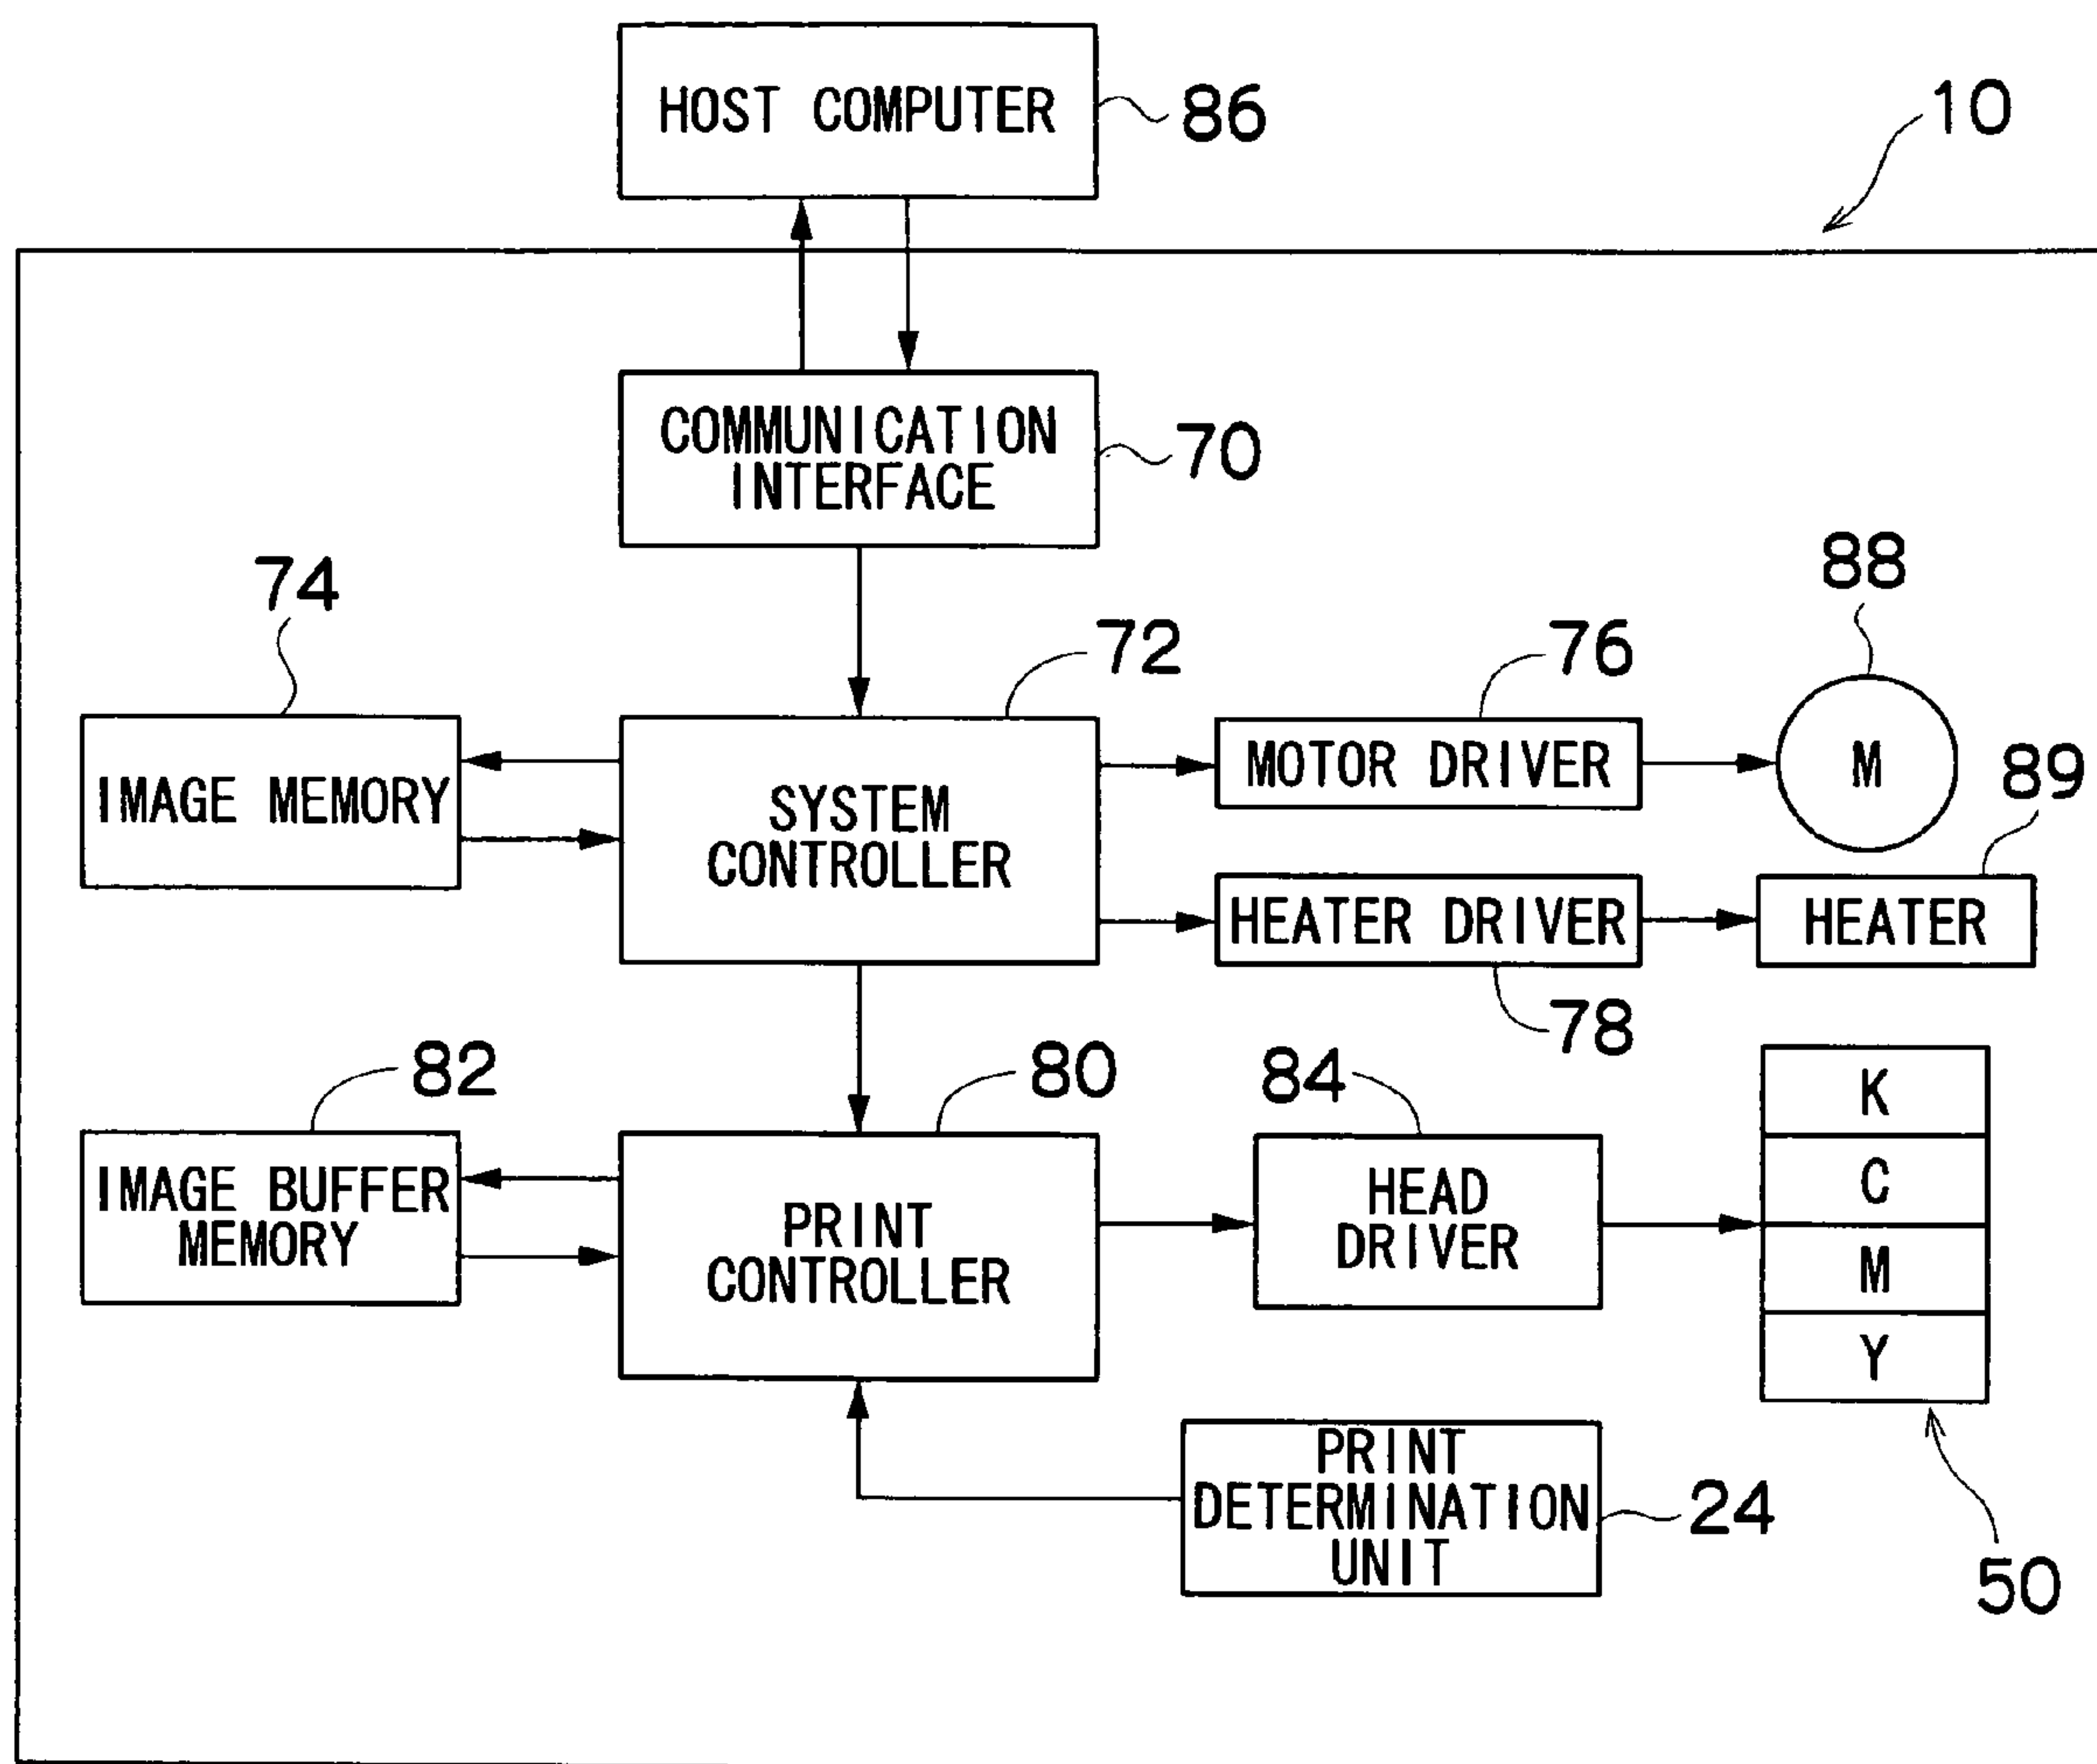 HOST COMPUTER
86
10
COMMUNICATION
INTERFACE
70
74
72
76
88
IMAGE MEMORY
SYSTEM
CONTROLLER
MOTOR DRIVER
M
89
HEATER DRIVER
HEATER
78
82
80
84
IMAGE BUFFER
MEMORY
PRINT
CONTROLLER
HEAD
DRIVER
K
C
M
Y
PRINT
DETERMINATION
UNIT
24
50